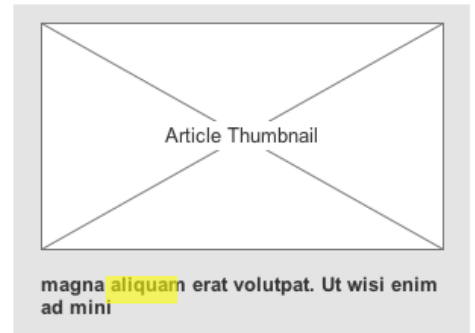 Article Thumbnail
magna aliquam erat volutpat. Ut wisi enim
ad mini